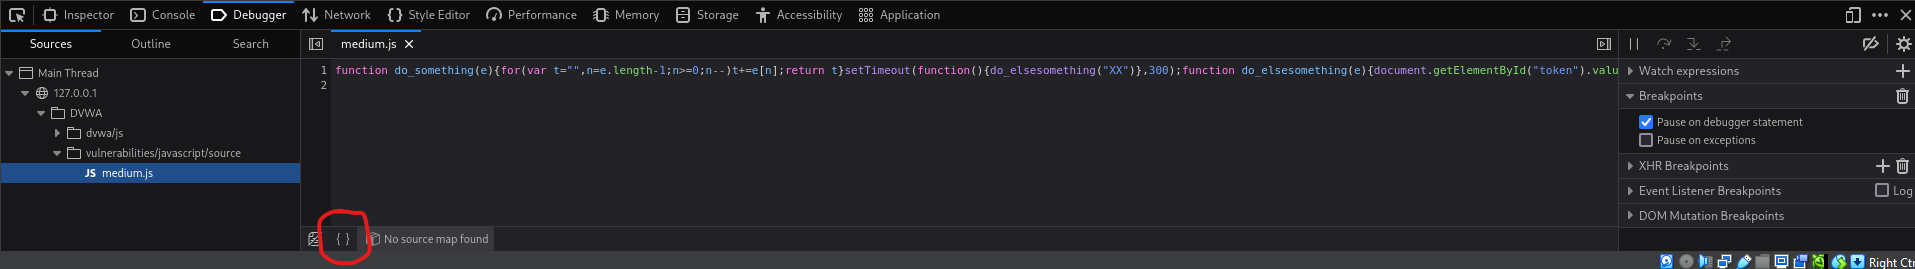 Inspector Console Debugger Network Style Editor Performance Memory Storage Accessibility Application
Sources Outline Search
medium.js
Main Thread
127.0.0.1
DVWA
dvwa/js
vulnerabilities/javascript/source
JS medium.js
1 function do_something(e){for(var t="",n=e.length-1;n>=0;n--)t+=e[n];return t}setTimeout(function(){do_elsesomething("XX")},300);function do_elsesomething(e){document.getElementById("token").valu
2
{ } No source map found
Watch expressions
Breakpoints
Pause on debugger statement
Pause on exceptions
XHR Breakpoints
Event Listener Breakpoints Log
DOM Mutation Breakpoints
Right Ctr